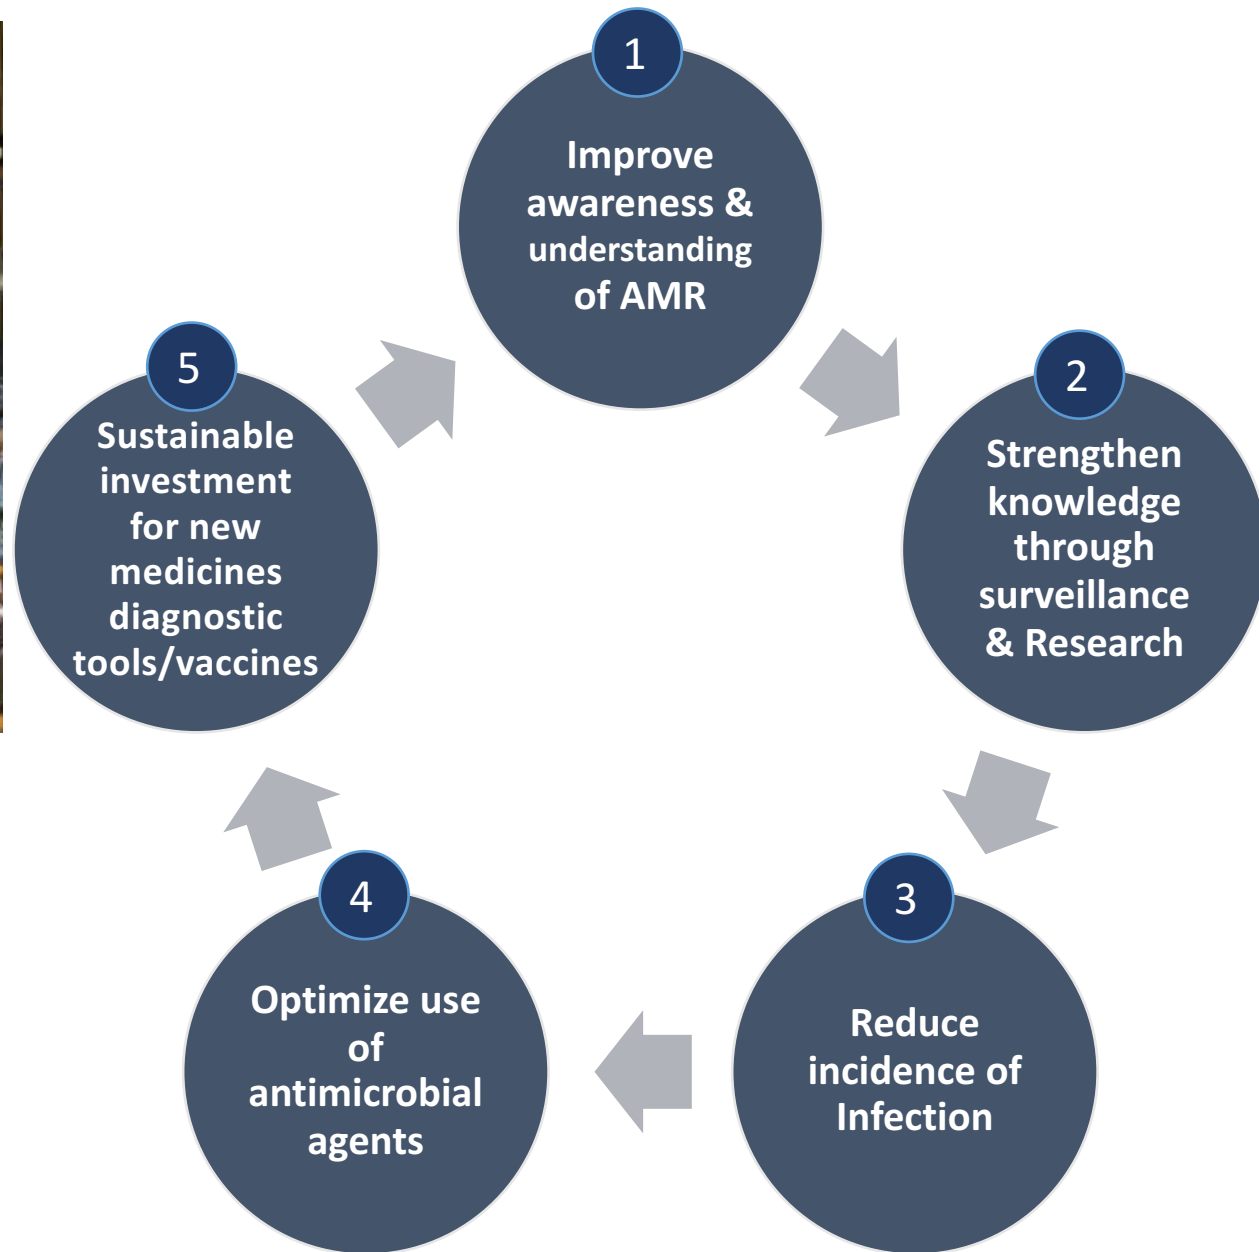 1
Improve
awareness &
understanding
of AMR
2
Strengthen
knowledge
through
surveillance
& Research
3
Reduce
incidence of
Infection
4
Optimize use
of
antimicrobial
agents
5
Sustainable
investment
for new
medicines
diagnostic
tools/vaccines